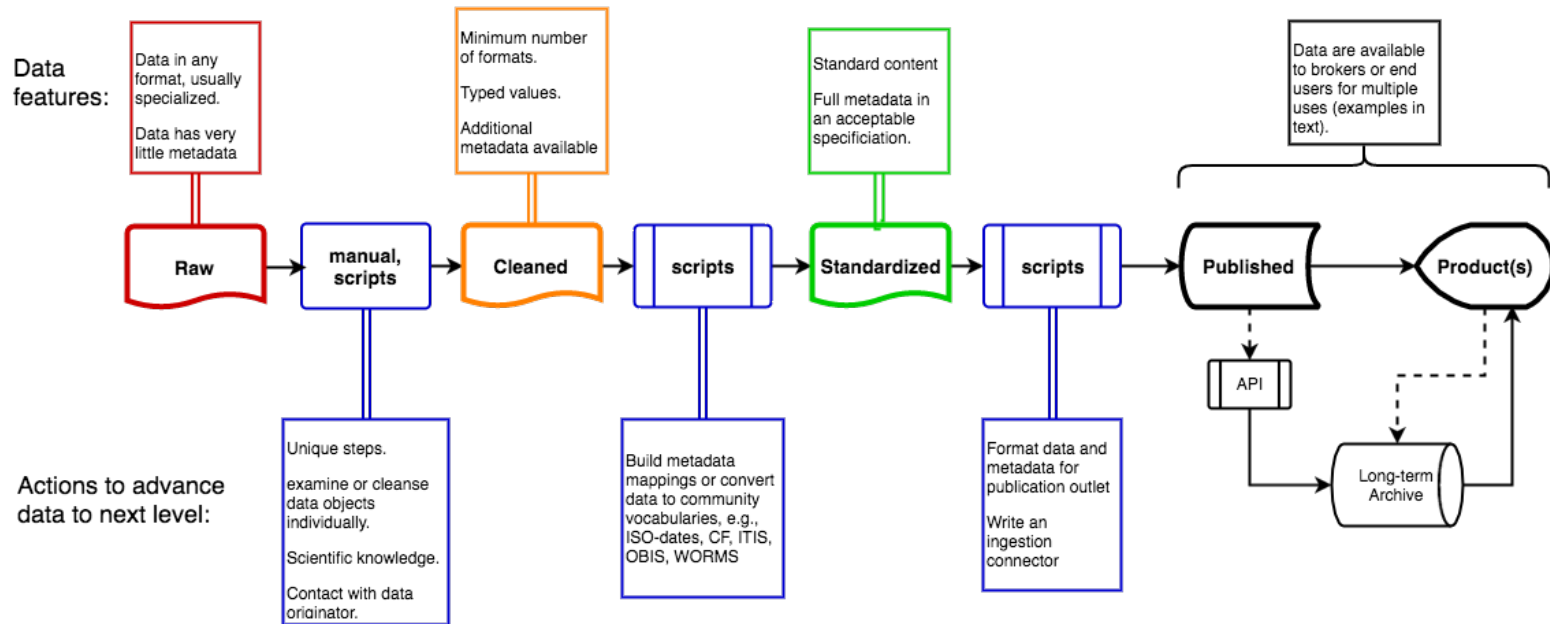 Data
features:
Data in any
format, usually
specialized.
Data has very
little metadata
Minimum number
of formats.
Typed values.
Additional
metadata available
Standard content
Full metadata in
an acceptable
specificiation.
Data are available
to brokers or end
users for multiple
uses (examples in
text).
Raw
manual,
scripts
Cleaned
scripts
Standardized
scripts
Published
Product(s)
API
Long-term
Archive
Actions to advance
data to next level:
Unique steps.
examine or cleanse
data objects
individually.
Scientific knowledge.
Contact with data
originator.
Build metadata
mappings or convert
data to community
vocabularies, e.g.,
ISO-dates, CF, ITIS,
OBIS, WORMS
Format data and
metadata for
publication outlet
Write an
ingestion
connector